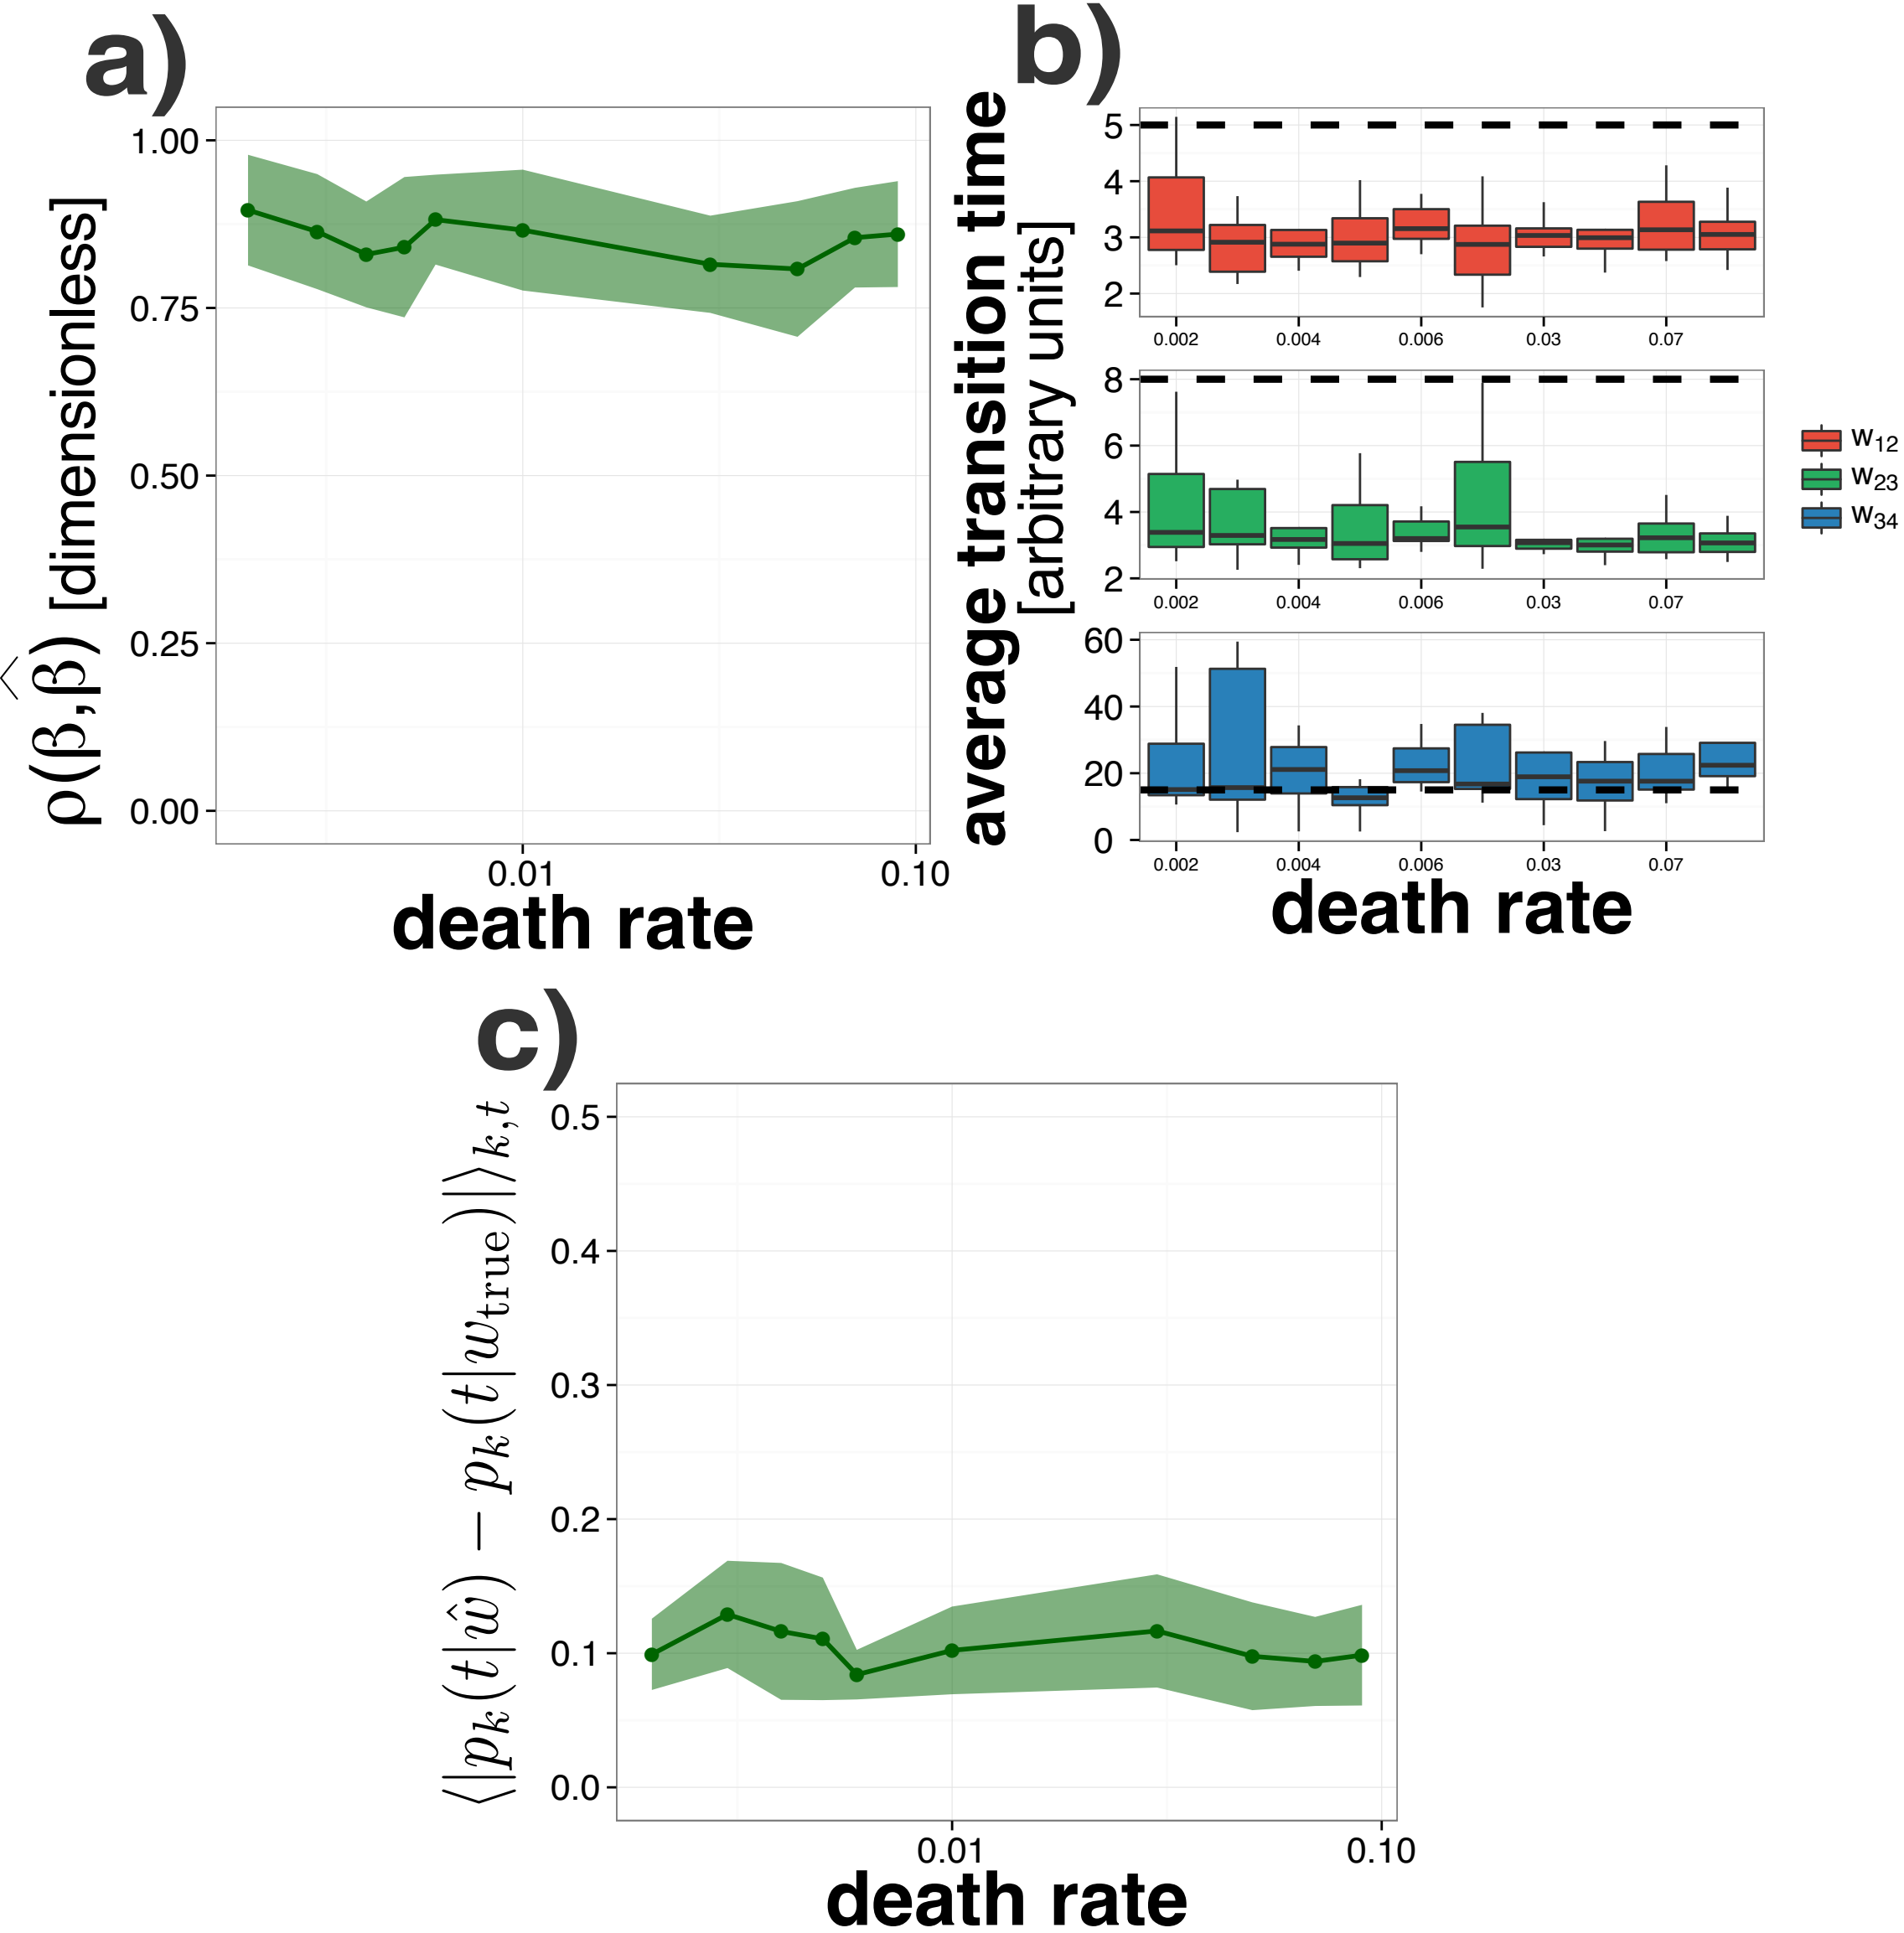 a)
ρ(β̂,β) [dimensionless]
1.00
0.75
0.50
0.25
0.00
0.01 0.10
death rate
b)
average transition time
[arbitrary units]
5
4
3
2
0.002 0.004 0.006 0.03 0.07
8
6
4
2
0.002 0.004 0.006 0.03 0.07
60
40
20
0
0.002 0.004 0.006 0.03 0.07
death rate
w12
w23
w34
c)
⟨|pk(t|ŵ) − pk(t|wtrue)|⟩k,t
0.5
0.4
0.3
0.2
0.1
0.0
0.01 0.10
death rate